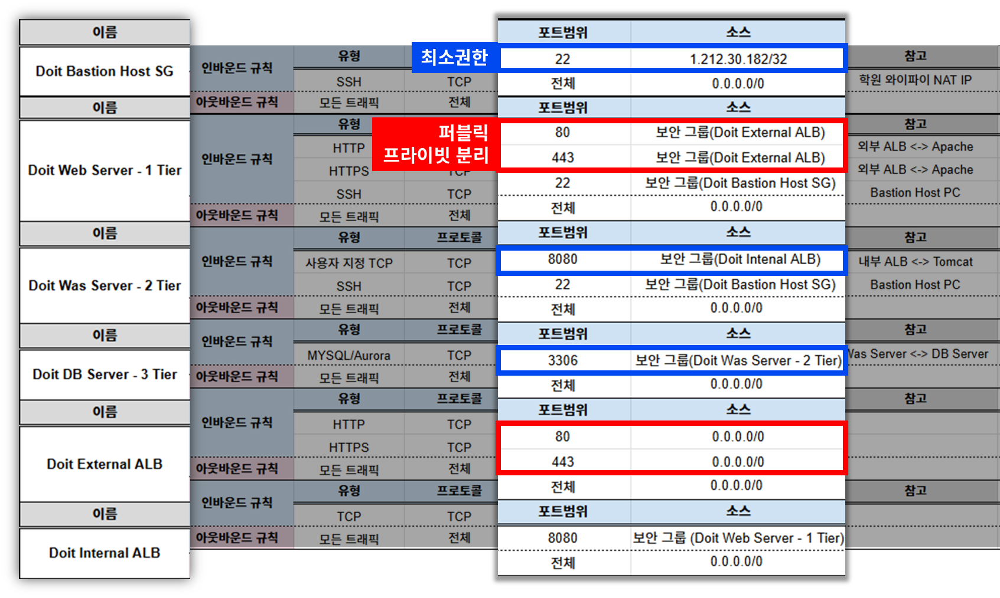 이름
포트범위 소스
Doit Bastion Host SG
인바운드 규칙
유형
최소권한
22 1.212.30.182/32
참고
SSH TCP
전체 0.0.0.0/0
학원 와이파이 NAT IP
아웃바운드 규칙 모든 트래픽 전체
이름
포트범위 소스
Doit Web Server - 1 Tier
인바운드 규칙
유형
퍼블릭
프라이빗 분리
참고
HTTP
80 보안 그룹(Doit External ALB)
외부 ALB <-> Apache
HTTPS TCP
443 보안 그룹(Doit External ALB)
외부 ALB <-> Apache
SSH TCP
22 보안 그룹(Doit Bastion Host SG)
Bastion Host PC
아웃바운드 규칙 모든 트래픽 전체
전체 0.0.0.0/0
이름
포트범위 소스
Doit Was Server - 2 Tier
인바운드 규칙
유형 프로토콜
참고
사용자 지정 TCP TCP
8080 보안 그룹(Doit Intenal ALB)
내부 ALB <-> Tomcat
SSH TCP
22 보안 그룹(Doit Bastion Host SG)
Bastion Host PC
아웃바운드 규칙 모든 트래픽 전체
전체 0.0.0.0/0
이름
포트범위 소스
Doit DB Server - 3 Tier
인바운드 규칙
유형 프로토콜
참고
MYSQL/Aurora TCP
3306 보안 그룹(Doit Was Server - 2 Tier)
Was Server <-> DB Server
아웃바운드 규칙 모든 트래픽 전체
전체 0.0.0.0/0
이름
포트범위 소스
Doit External ALB
인바운드 규칙
유형 프로토콜
참고
HTTP TCP
80 0.0.0.0/0
HTTPS TCP
443 0.0.0.0/0
아웃바운드 규칙 모든 트래픽 전체
전체 0.0.0.0/0
이름
포트범위 소스
Doit Internal ALB
인바운드 규칙
유형 프로토콜
참고
TCP TCP
8080 보안 그룹 (Doit Web Server - 1 Tier)
아웃바운드 규칙 모든 트래픽 전체
전체 0.0.0.0/0